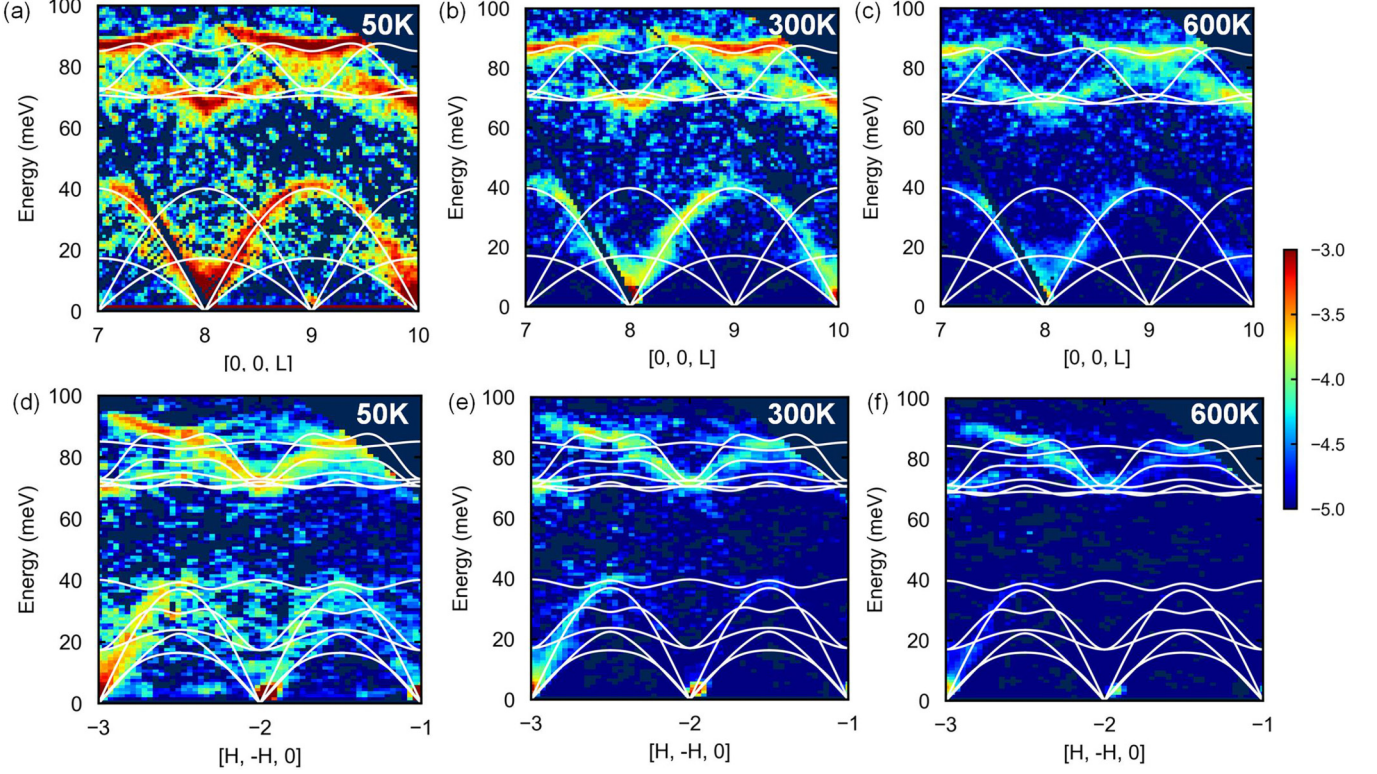 (a) 50K
(b) 300K
(c) 600K
100
80
60
40
20
0
Energy (meV)
7 8 9 10
[0, 0, L]
100
80
60
40
20
0
Energy (meV)
7 8 9 10
[0, 0, L]
100
80
60
40
20
0
Energy (meV)
7 8 9 10
[0, 0, L]
−3.0
−3.5
−4.0
−4.5
−5.0
(d) 50K
(e) 300K
(f) 600K
100
80
60
40
20
0
Energy (meV)
−3 −2 −1
[H, -H, 0]
100
80
60
40
20
0
Energy (meV)
−3 −2 −1
[H, -H, 0]
100
80
60
40
20
0
Energy (meV)
−3 −2 −1
[H, -H, 0]